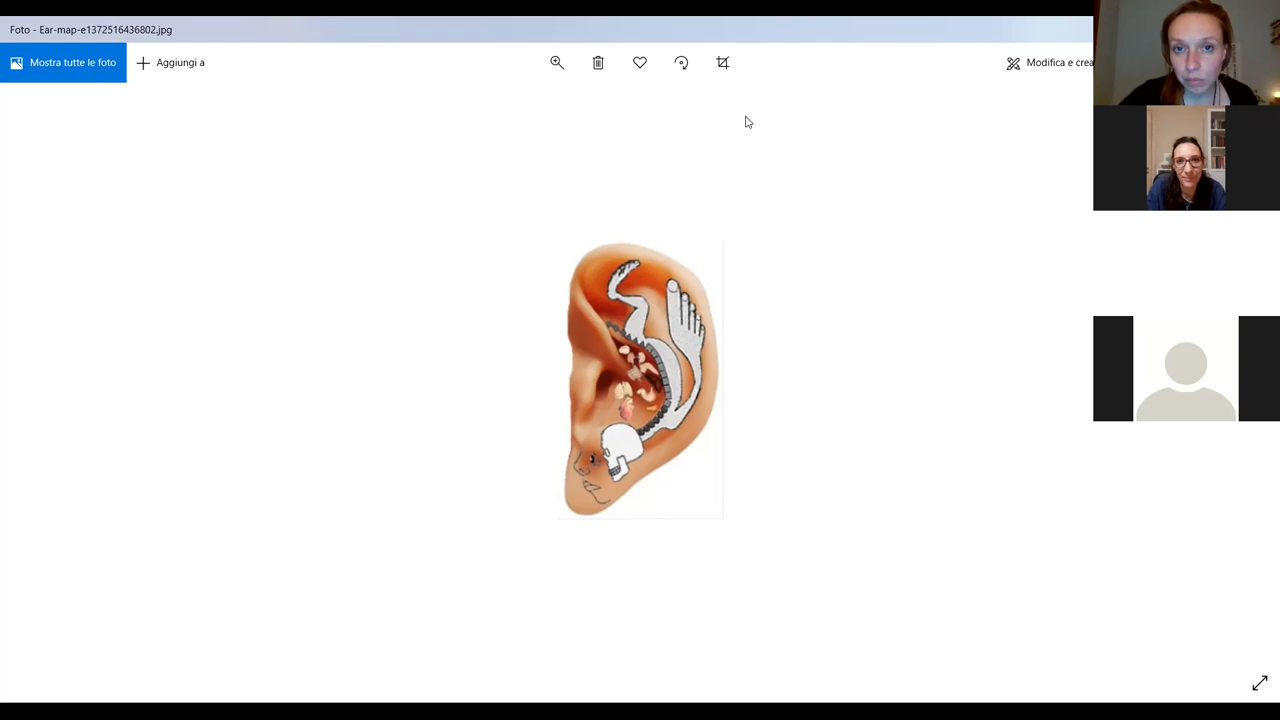 Foto - Ear-map-e1372516436802.jpg
Mostra tutte le foto
Aggiungi a
Modifica e crea